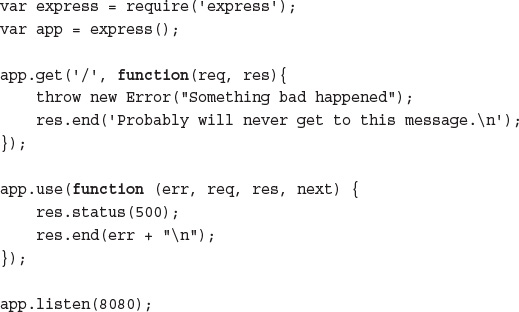 var express = require('express');
var app = express();
app.get('/', function(req, res){
    throw new Error("Something bad happened");
    res.end('Probably will never get to this message.\n');
});
app.use(function (err, req, res, next) {
    res.status(500);
    res.end(err + "\n");
});
app.listen(8080);